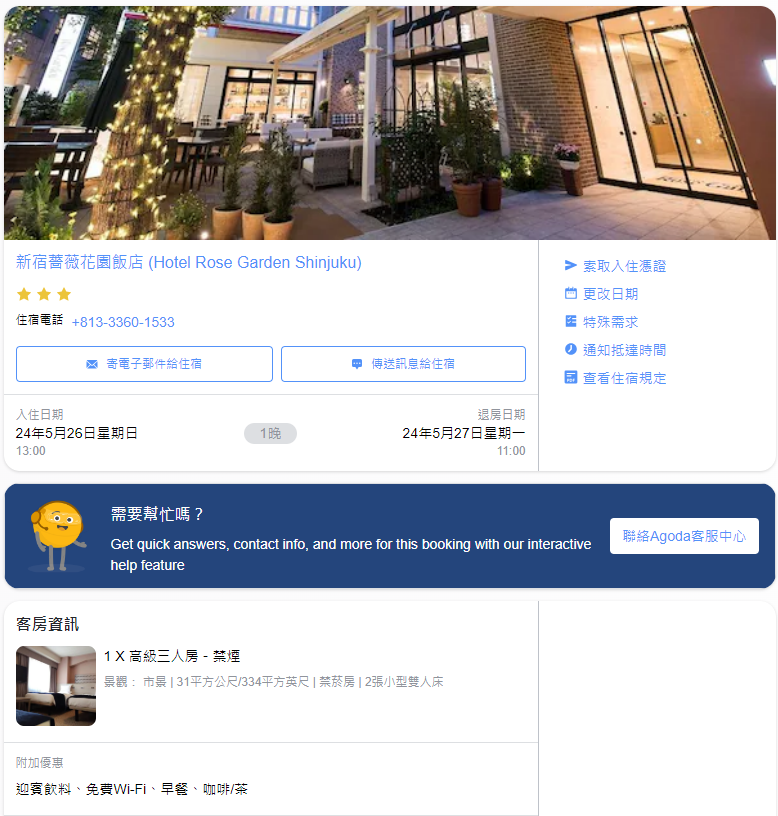 新宿薔薇花園飯店 (Hotel Rose Garden Shinjuku)
住宿電話 +813-3360-1533
寄電子郵件給住宿
傳送訊息給住宿
索取入住憑證
更改日期
特殊需求
通知抵達時間
查看住宿規定
入住日期
24年5月26日星期日
13:00
1晚
退房日期
24年5月27日星期一
11:00
需要幫忙嗎？
Get quick answers, contact info, and more for this booking with our interactive
help feature
聯絡Agoda客服中心
客房資訊
1 X 高級三人房 - 禁煙
景觀： 市景 | 31平方公尺/334平方英尺 | 禁菸房 | 2張小型雙人床
附加優惠
迎賓飲料、免費Wi-Fi、早餐、咖啡/茶